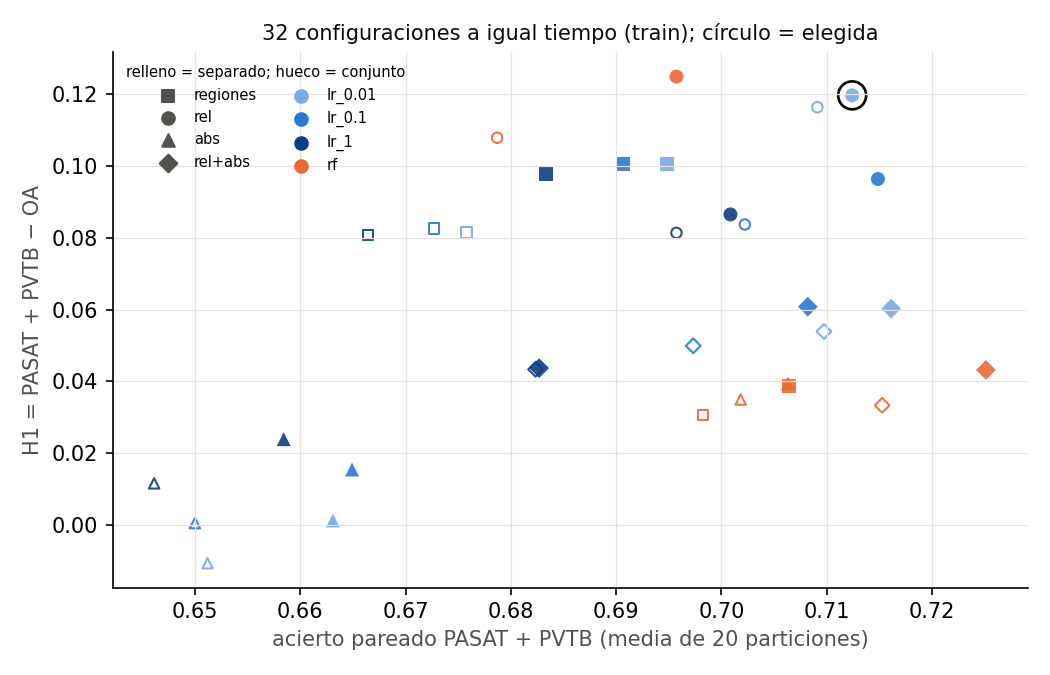 32 configuraciones a igual tiempo (train); círculo = elegida
relleno = separado; hueco = conjunto
regiones
rel
abs
rel+abs
lr_0.01
lr_0.1
lr_1
rf
H1 = PASAT + PVTB − OA
0.12
0.10
0.08
0.06
0.04
0.02
0.00
0.65 0.66 0.67 0.68 0.69 0.70 0.71 0.72
acierto pareado PASAT + PVTB (media de 20 particiones)